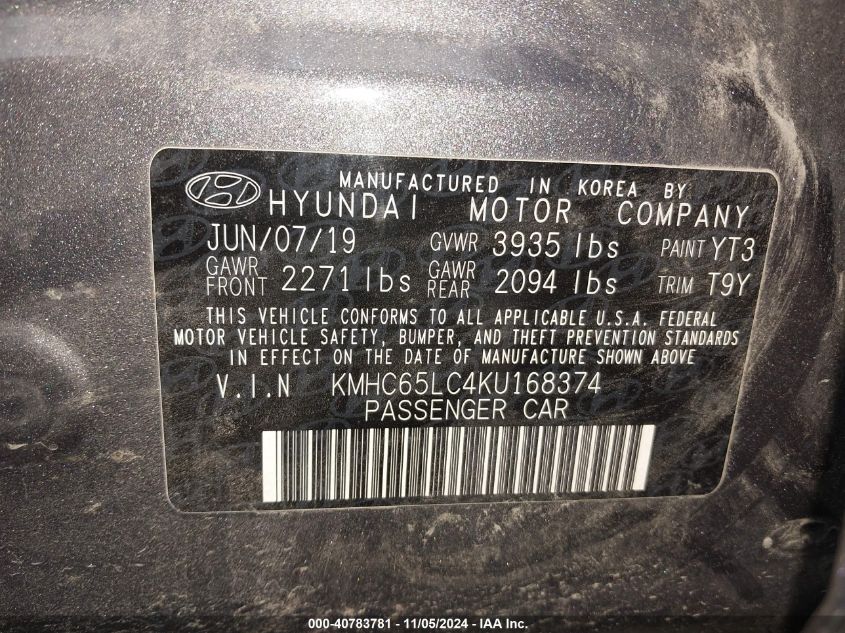 MANUFACTURED IN KOREA BY
HYUNDAI MOTOR COMPANY
JUN/07/19 GVWR 3935 lbs PAINT YT3
GAWR FRONT 2271 lbs GAWR REAR 2094 lbs TRIM T9Y
THIS VEHICLE CONFORMS TO ALL APPLICABLE U.S.A. FEDERAL
MOTOR VEHICLE SAFETY, BUMPER, AND THEFT PREVENTION STANDARDS
IN EFFECT ON THE DATE OF MANUFACTURE SHOWN ABOVE
V.I.N KMHC65LC4KU168374
PASSENGER CAR
000-40783781 - 11/05/2024 - IAA Inc.